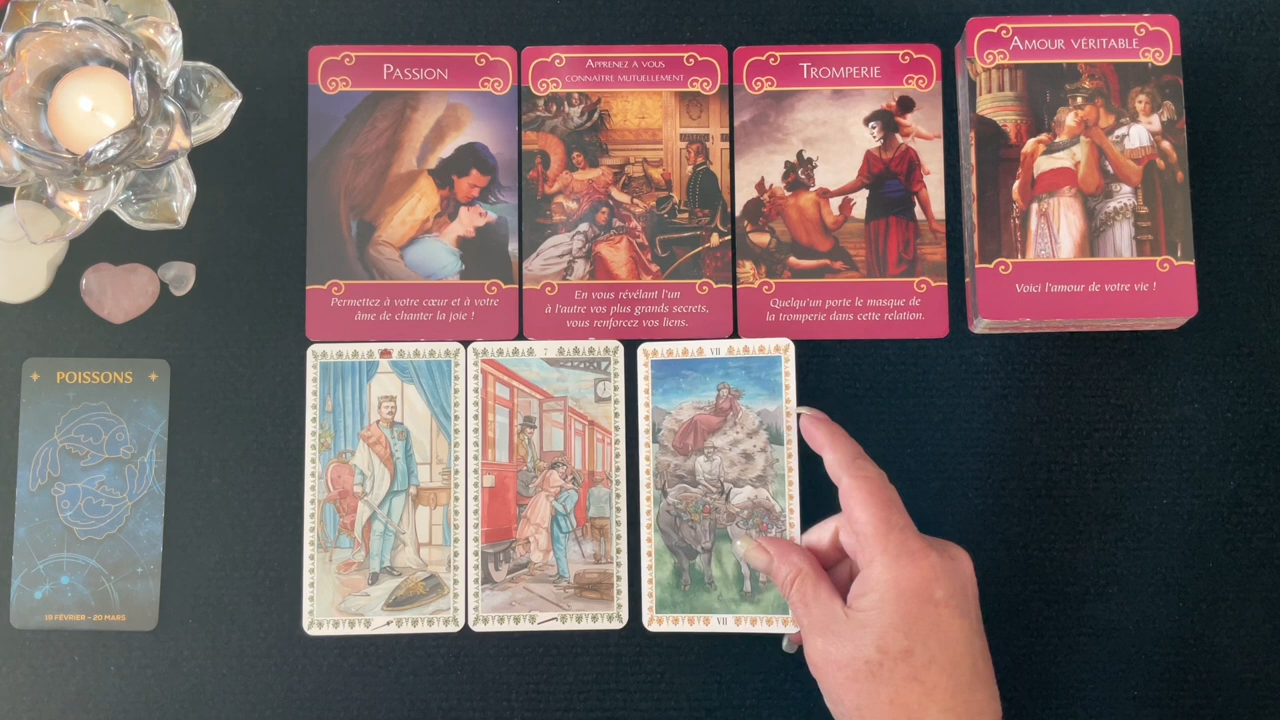 PASSION
Permettez à votre cœur et à votre
âme de chanter la joie !
APPRENEZ A VOUS
CONNAÎTRE MUTUELLEMENT
En vous révélant l'un
à l'autre vos plus grands secrets,
vous renforcez vos liens.
TROMPERIE
Quelqu'un porte le masque de
la tromperie dans cette relation.
AMOUR VÉRITABLE
Voici l'amour de votre vie !
POISSONS
19 FÉVRIER – 20 MARS
7
VII
VII